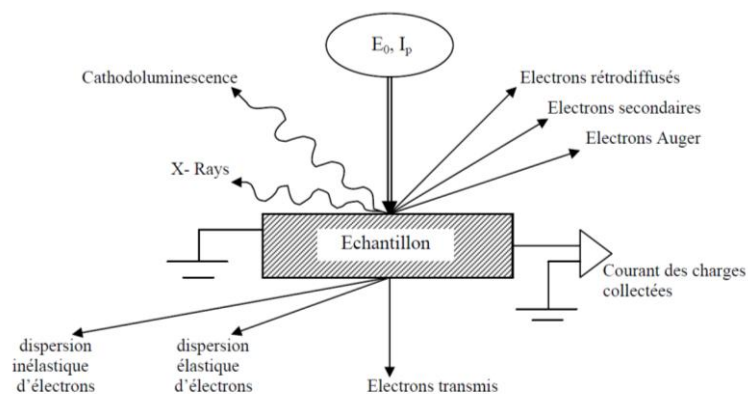 E₀, Iₚ
Cathodoluminescence
Electrons rétrodiffusés
Electrons secondaires
Electrons Auger
X- Rays
Echantillon
Courant des charges
collectées
dispersion
inélastique
d'électrons
dispersion
élastique
d'électrons
Electrons transmis